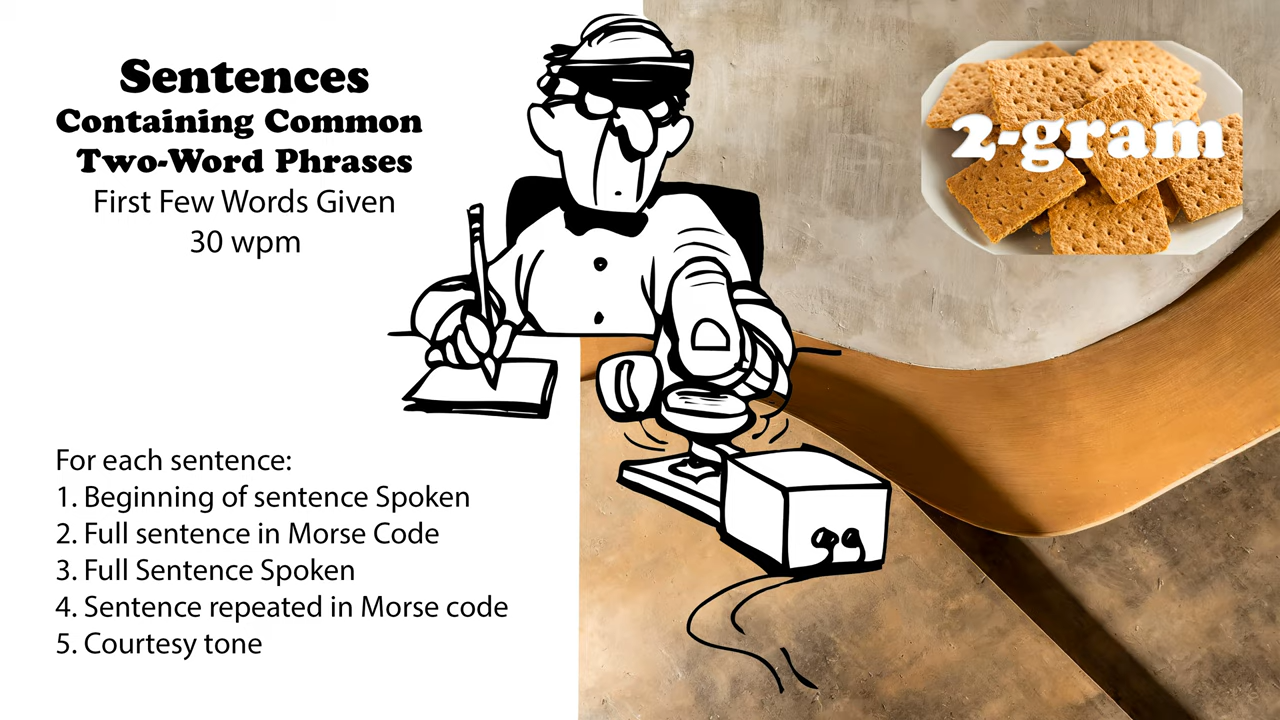 Sentences
Containing Common
Two-Word Phrases
First Few Words Given
30 wpm
2-gram
For each sentence:
1. Beginning of sentence Spoken
2. Full sentence in Morse Code
3. Full Sentence Spoken
4. Sentence repeated in Morse code
5. Courtesy tone